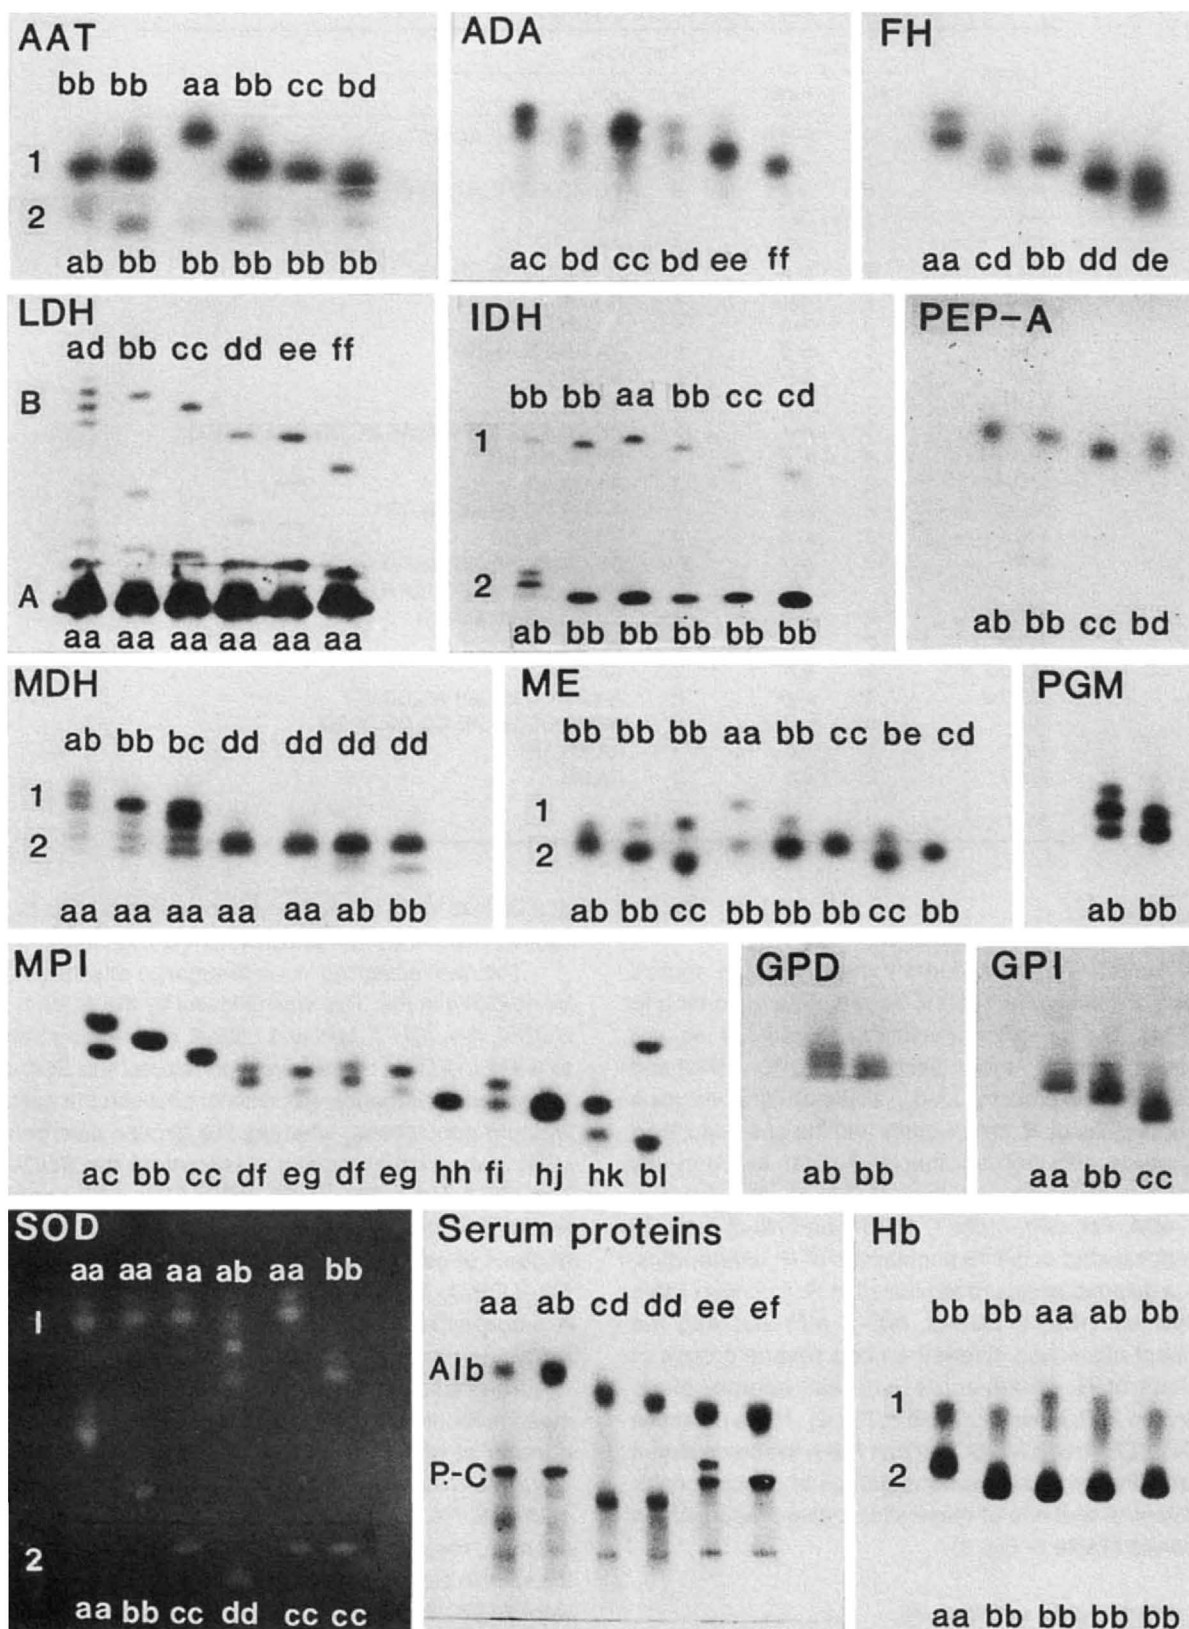 AAT
bb bb aa bb cc bd
1
2
ab bb bb bb bb bb
ADA
ac bd cc bd ee ff
FH
aa cd bb dd de
LDH
ad bb cc dd ee ff
B
A
aa aa aa aa aa aa
IDH
bb bb aa bb cc cd
1
2
ab bb bb bb bb bb
PEP-A
ab bb cc bd
MDH
ab bb bc dd dd dd dd
1
2
aa aa aa aa aa ab bb
ME
bb bb bb aa bb cc be cd
1
2
ab bb cc bb bb bb cc bb
PGM
ab bb
MPI
ac bb cc df eg df eg hh fi hj hk bl
GPD
ab bb
GPI
aa bb cc
SOD
aa aa aa ab aa bb
1
2
aa bb cc dd cc cc
Serum proteins
aa ab cd dd ee ef
Alb
P.-C
Hb
bb bb aa ab bb
1
2
aa bb bb bb bb